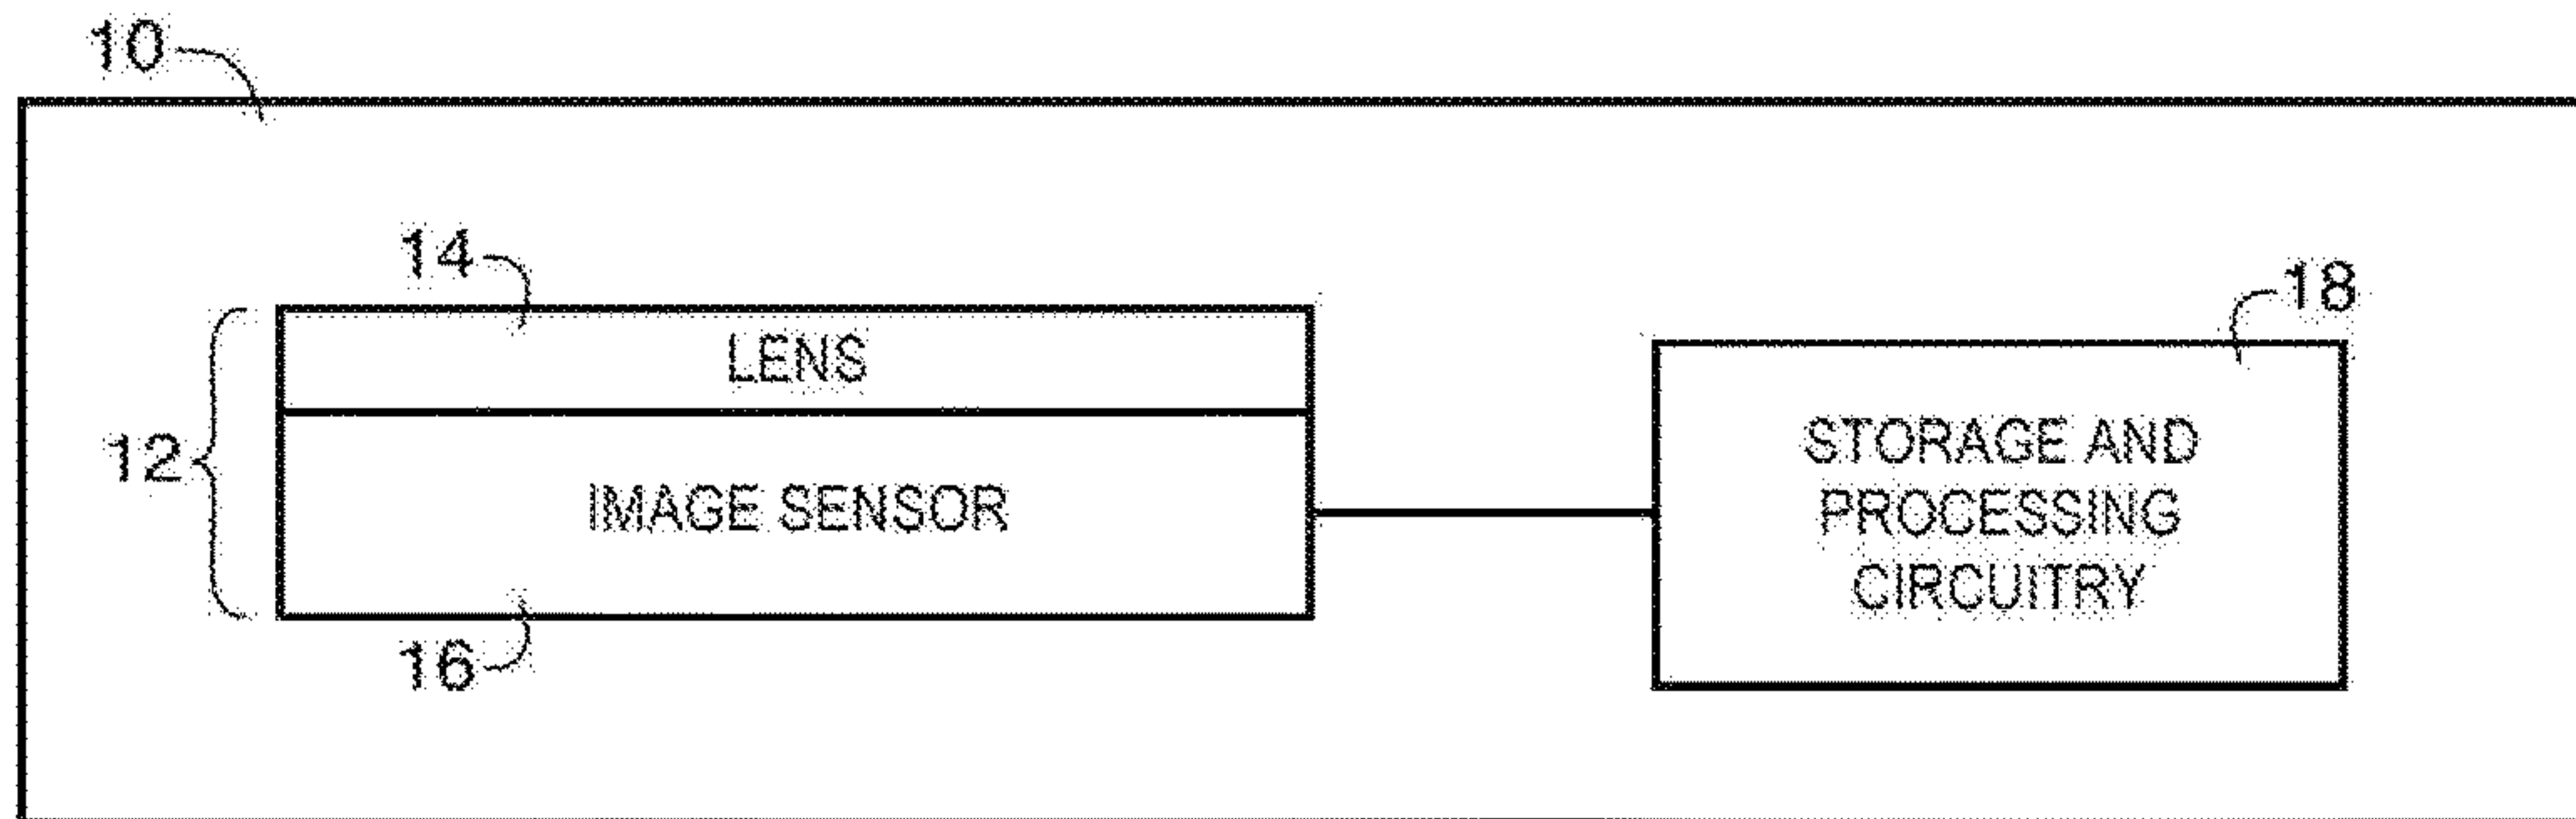 10
14
LENS
12
IMAGE SENSOR
16
18
STORAGE AND
PROCESSING
CIRCUITRY